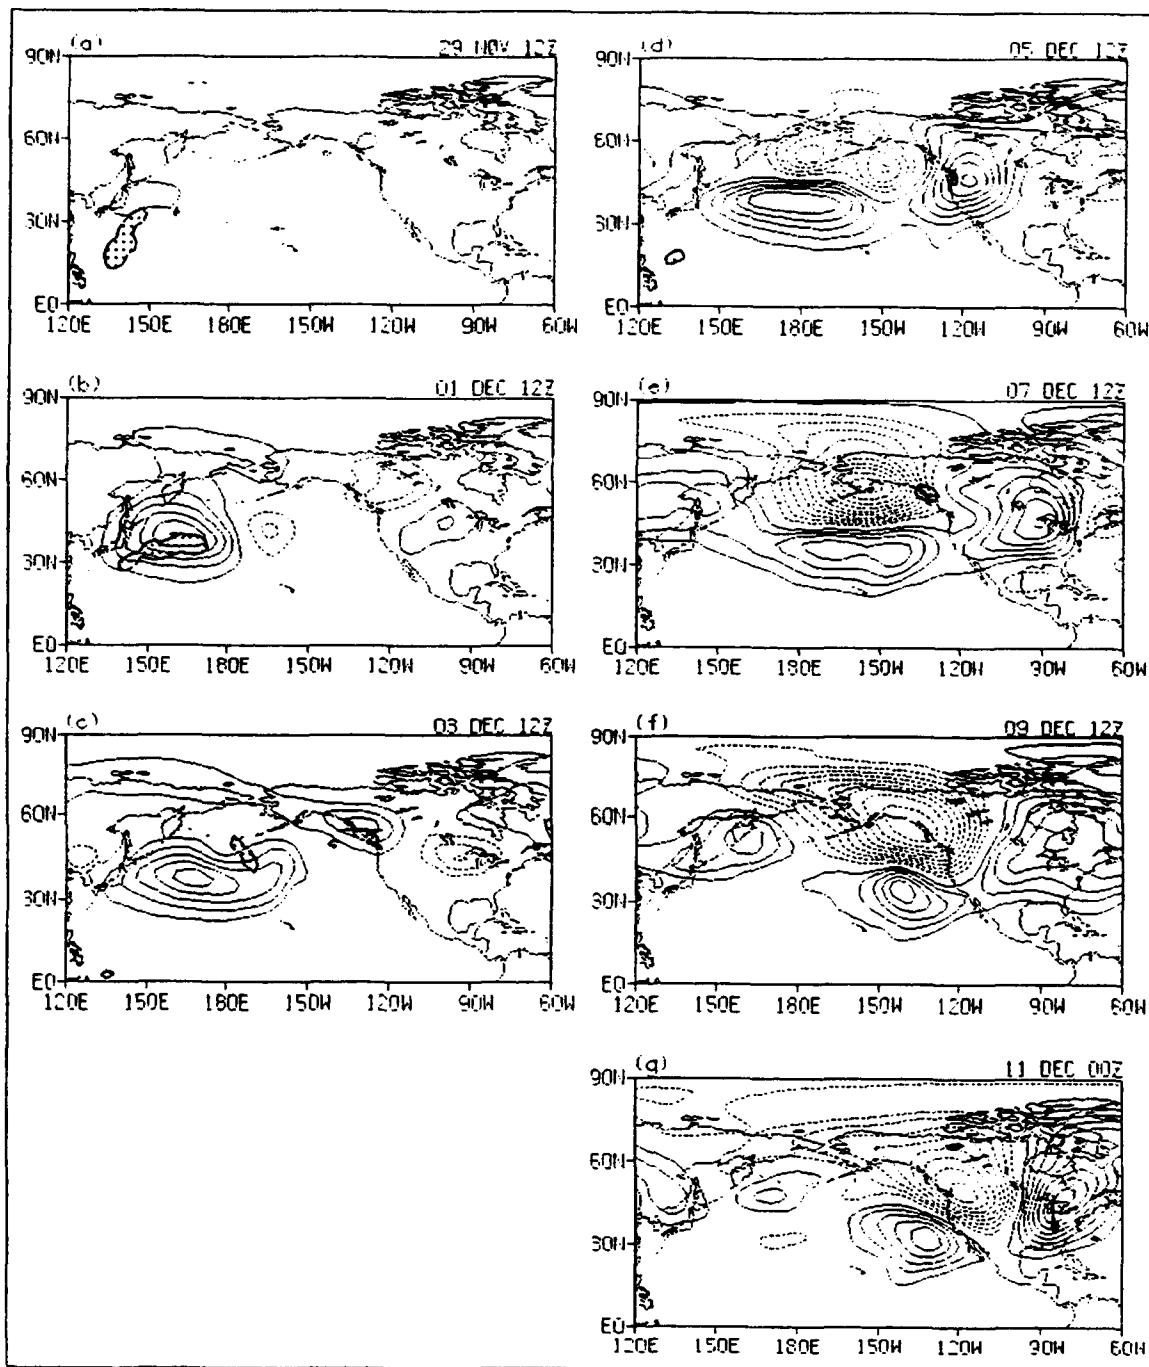 (a) 29 NOV 12Z
90N
60N
30N
EQ
120E 150E 180E 150W 120W 90W 60W
(b) 01 DEC 12Z
90N
60N
30N
EQ
120E 150E 180E 150W 120W 90W 60W
(c) 03 DEC 12Z
90N
60N
30N
EQ
120E 150E 180E 150W 120W 90W 60W
(d) 05 DEC 12Z
90N
60N
30N
EQ
120E 150E 180E 150W 120W 90W 60W
(e) 07 DEC 12Z
90N
60N
30N
EQ
120E 150E 180E 150W 120W 90W 60W
(f) 09 DEC 12Z
90N
60N
30N
EQ
120E 150E 180E 150W 120W 90W 60W
(g) 11 DEC 00Z
90N
60N
30N
EQ
120E 150E 180E 150W 120W 90W 60W